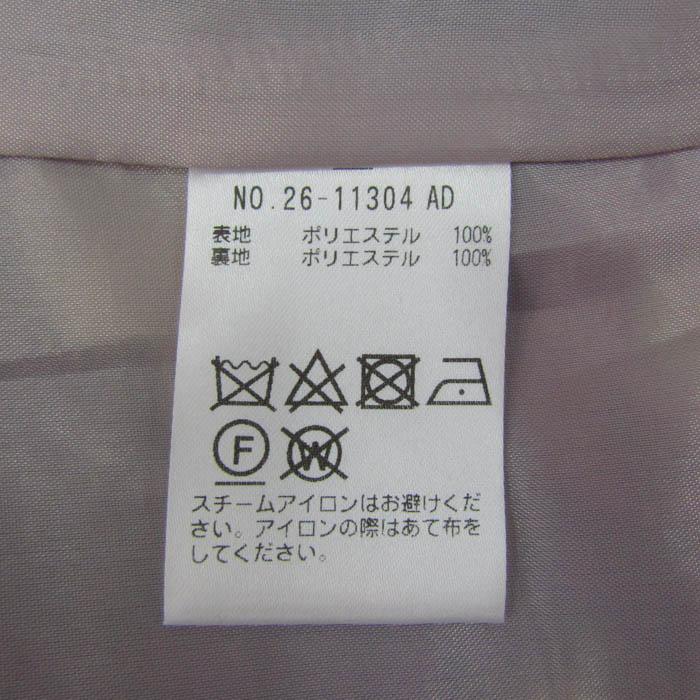 NO.26-11304 AD
表地 ポリエステル 100%
裏地 ポリエステル 100%
F W
スチームアイロンはお避けくだ
さい。アイロンの際はあて布を
してください。